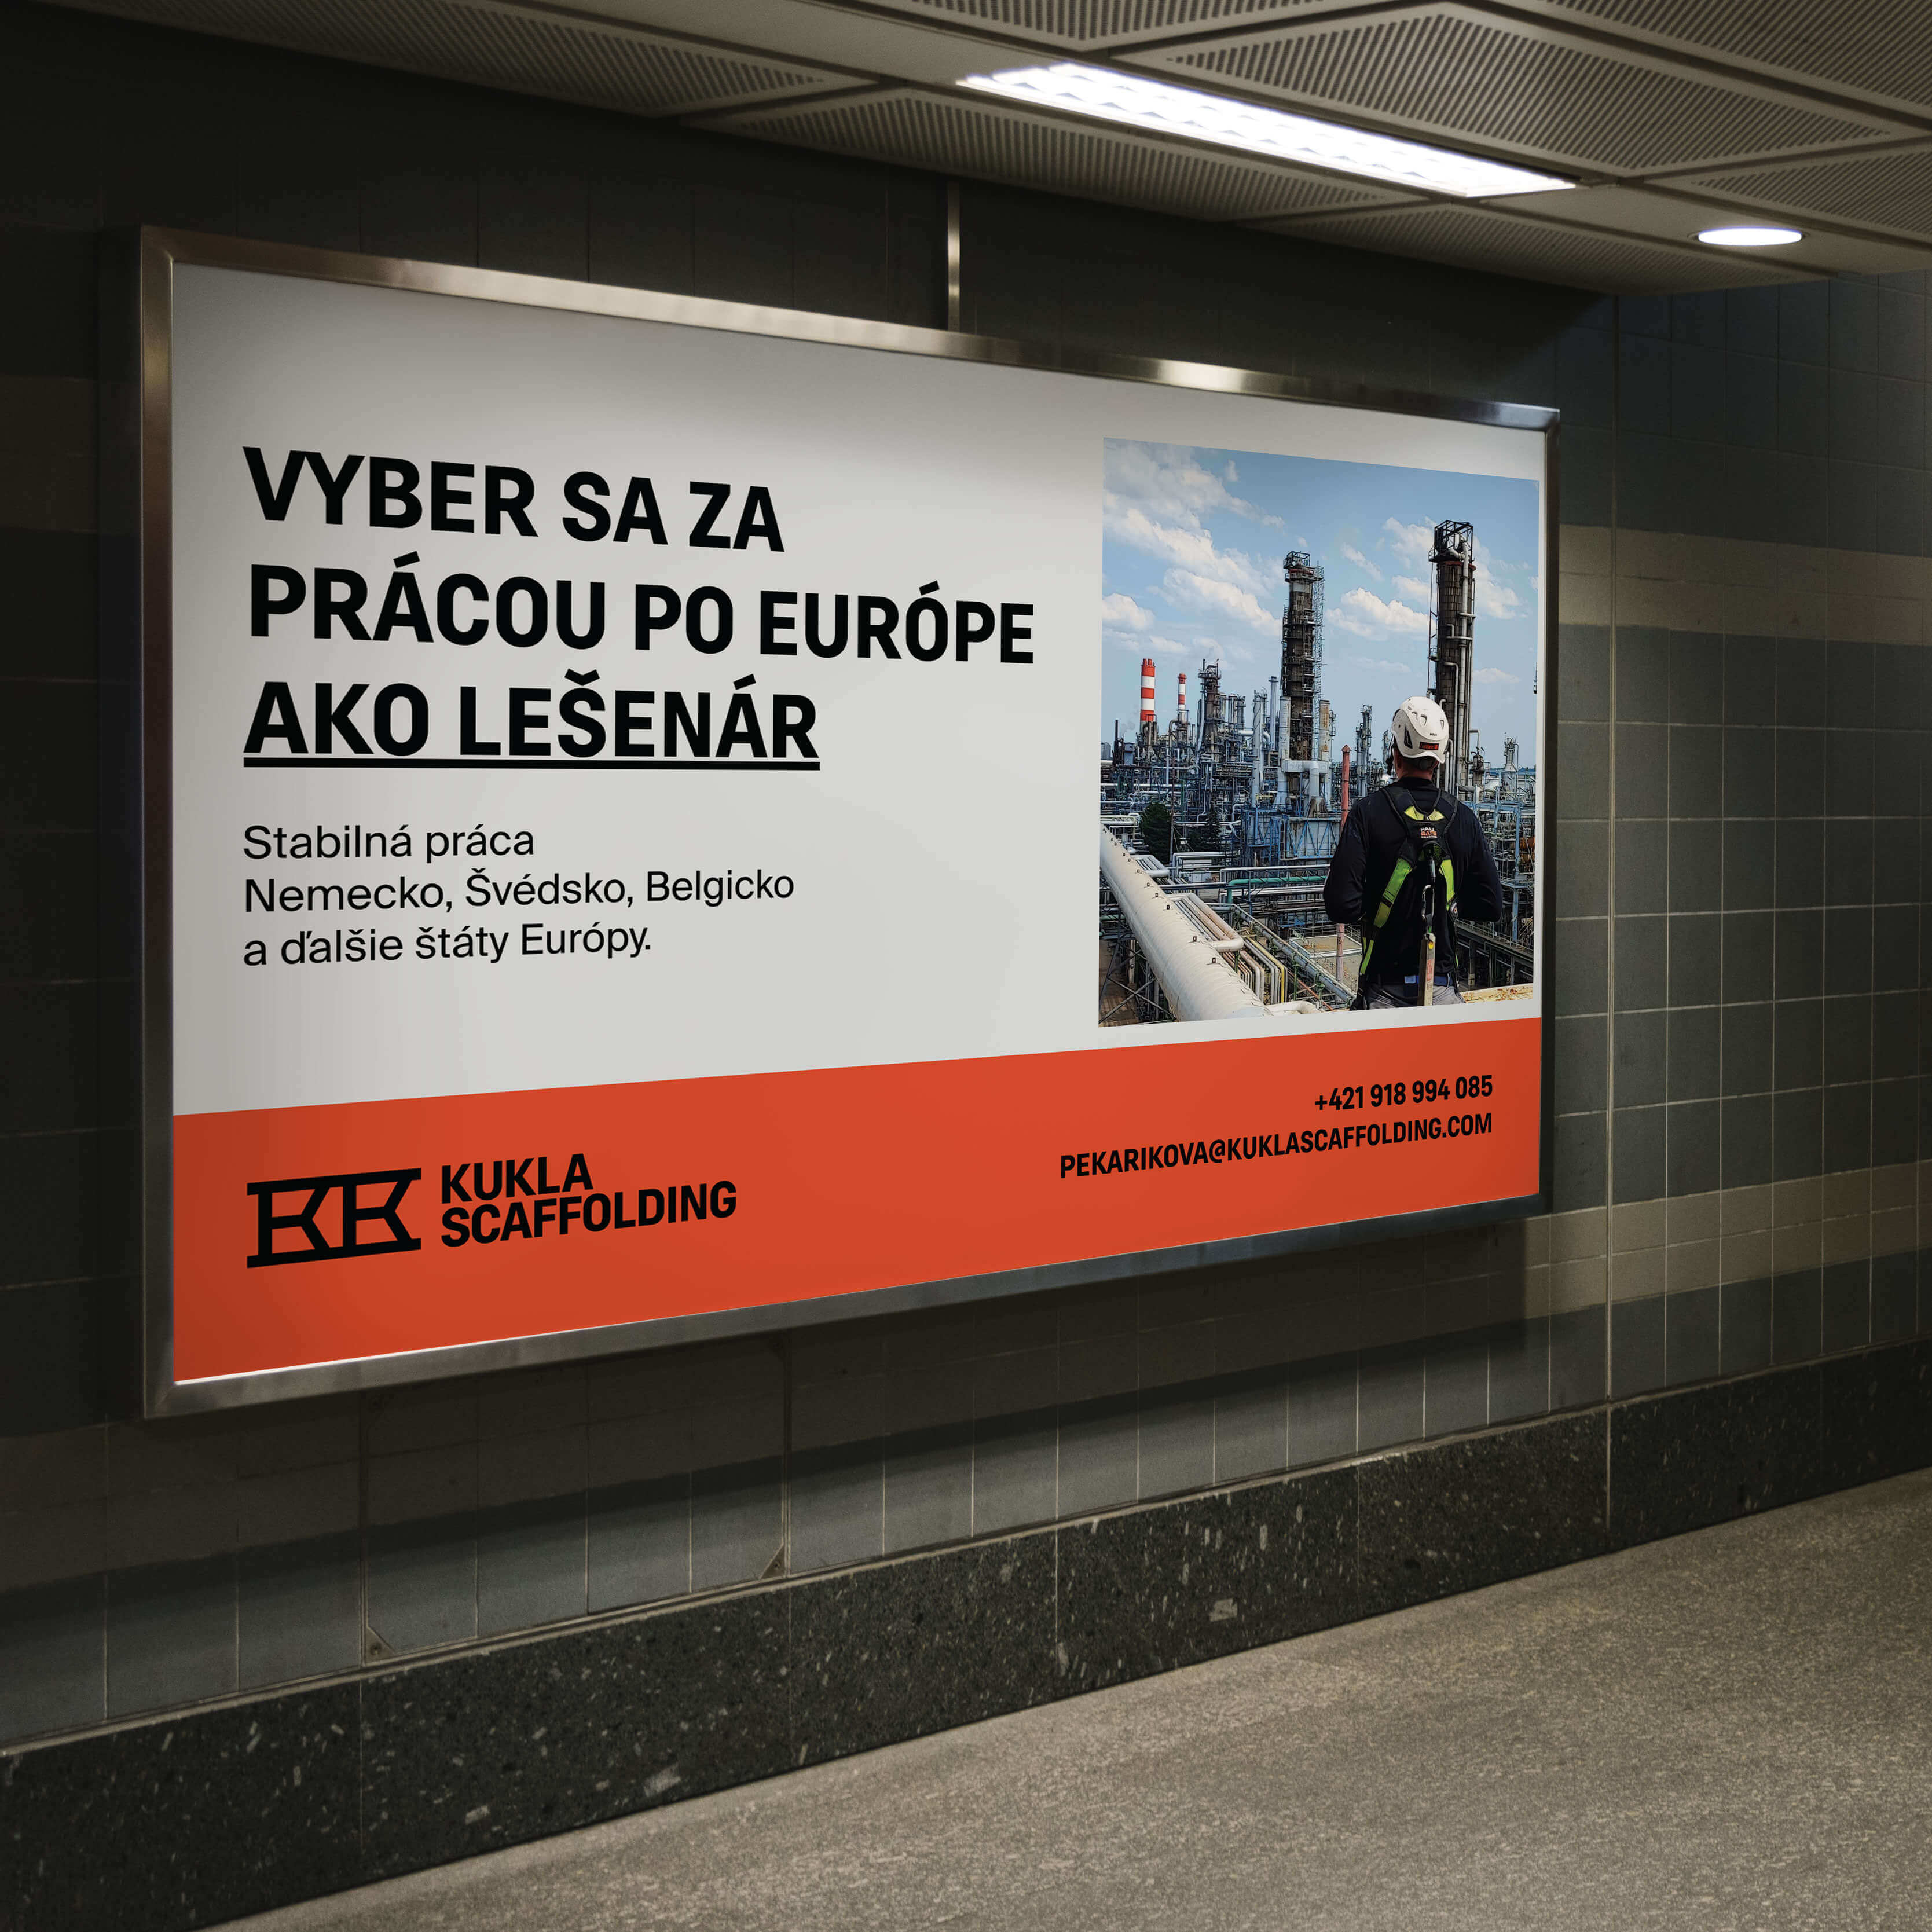 VYBER SA ZA
PRÁCOU PO EURÓPE
AKO LEŠENÁR
Stabilná práca
Nemecko, Švédsko, Belgicko
a ďalšie štáty Európy.
KUKLA
SCAFFOLDING
+421 918 994 085
PEKARIKOVA@KUKLASCAFFOLDING.COM